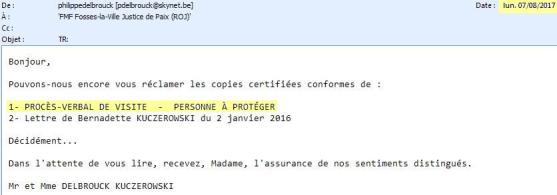 De : philippedelbrouck [pdelbrouck@skynet.be] Date : lun. 07/08/2017
À : 'FMF Fosses-la-Ville Justice de Paix (ROJ)'
Cc :
Objet : TR:
Bonjour,
Pouvons-nous encore vous réclamer les copies certifiées conformes de :
1- PROCÈS-VERBAL DE VISITE - PERSONNE À PROTÉGER
2- Lettre de Bernadette KUCZEROWSKI du 2 janvier 2016
Décidément...
Dans l'attente de vous lire, recevez, Madame, l'assurance de nos sentiments distingués.
Mr et Mme DELBROUCK KUCZEROWSKI